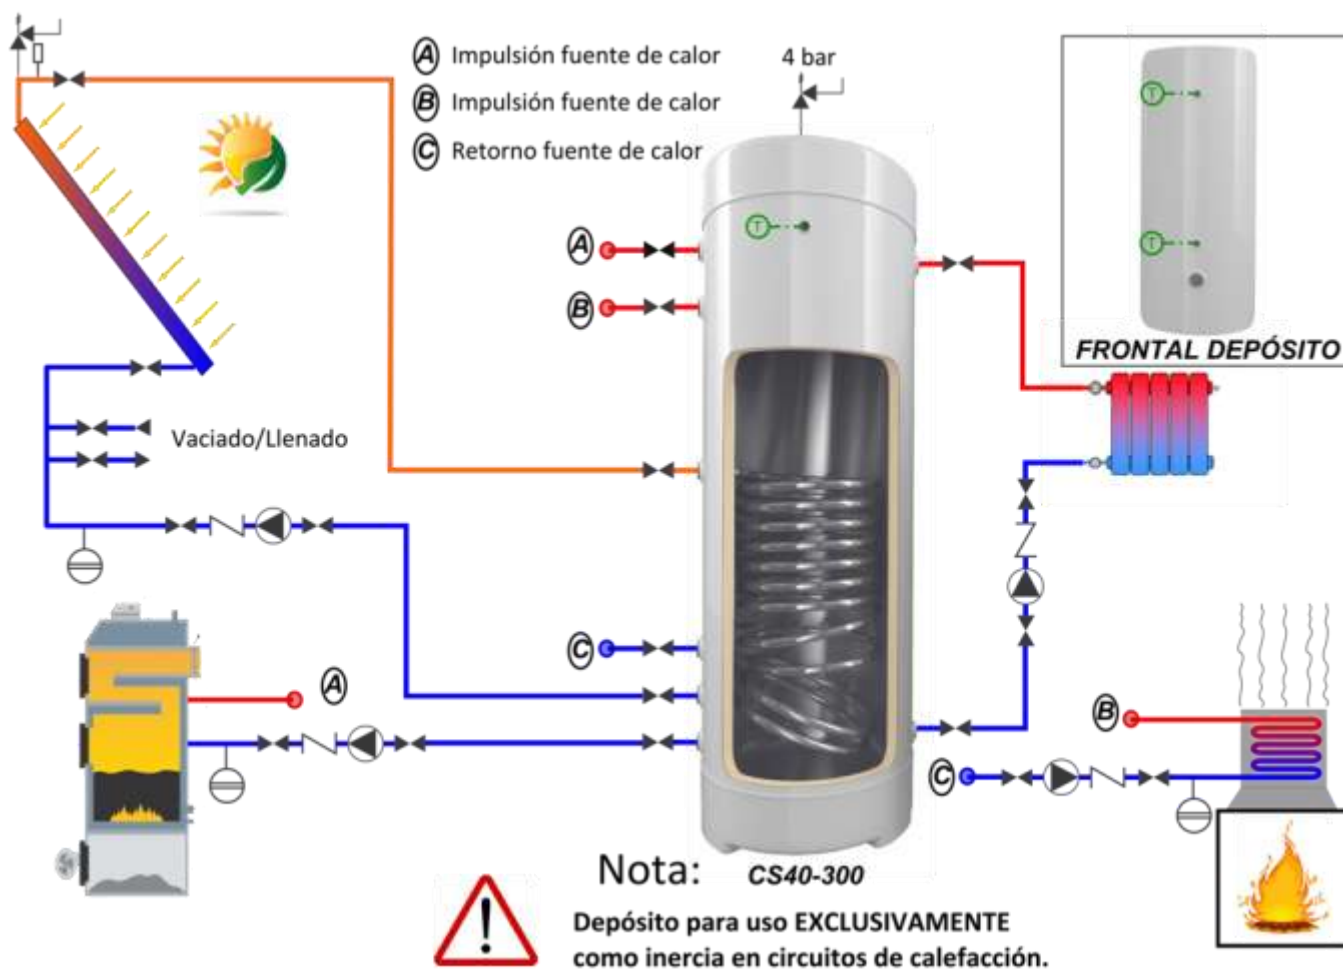 A Impulsión fuente de calor
B Impulsión fuente de calor
C Retorno fuente de calor
4 bar
T
T
FRONTAL DEPÓSITO
T
A
B
Vaciado/Llenado
C
A
B
C
Nota: CS40-300
Depósito para uso EXCLUSIVAMENTE
como inercia en circuitos de calefacción.